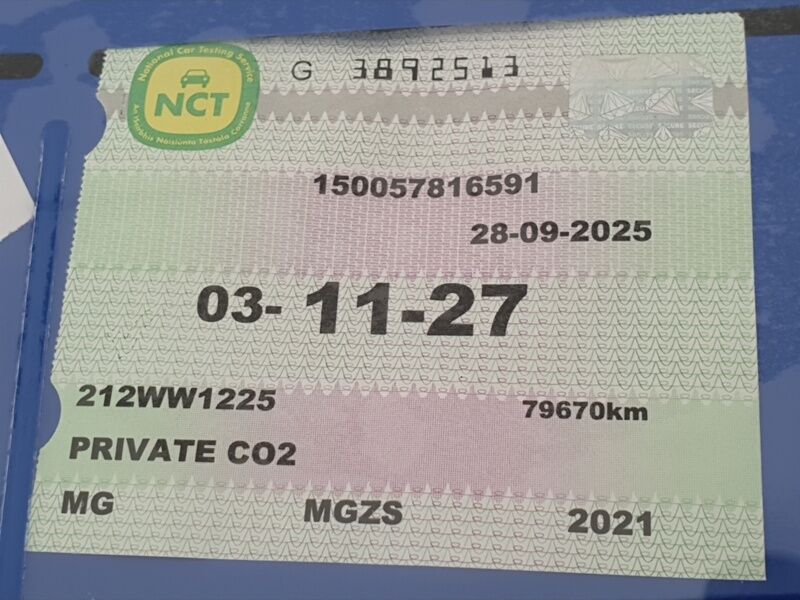 National Car Testing Service
NCT
An tSeirbhís Náisiúnta Tástála Carranna
G 3892513
SECURE
150057816591
28-09-2025
03-11-27
212WW1225
79670km
PRIVATE CO2
MG MGZS 2021